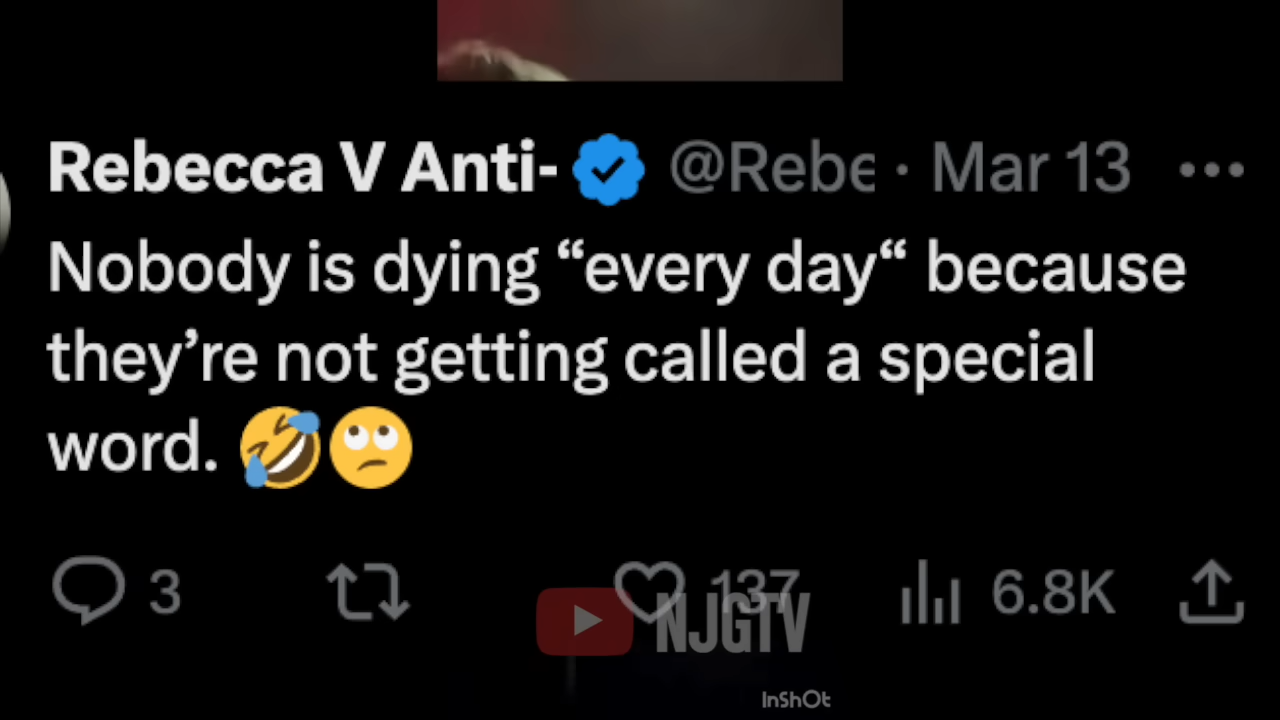 Rebecca V Anti- @Rebe · Mar 13 ...
Nobody is dying “every day“ because
they’re not getting called a special
word. 🤣🙄
3 137 6.8K
NJGTV
InShOt